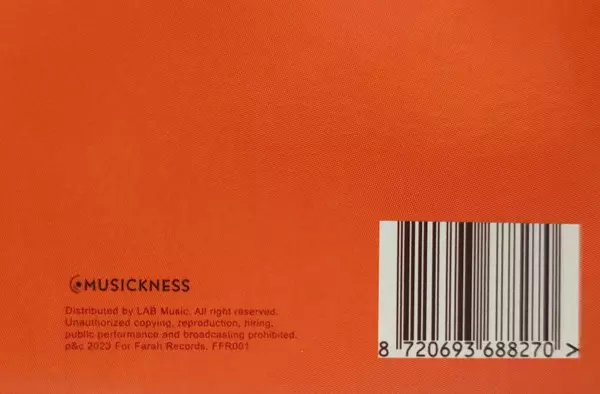 MUSICKNESS
Distributed by LAB Music. All right reserved.
Unauthorized copying, reproduction, hiring,
public performance and broadcasting prohibited.
p&c 2023 For Farah Records. FFR001
8 720693 688270 >